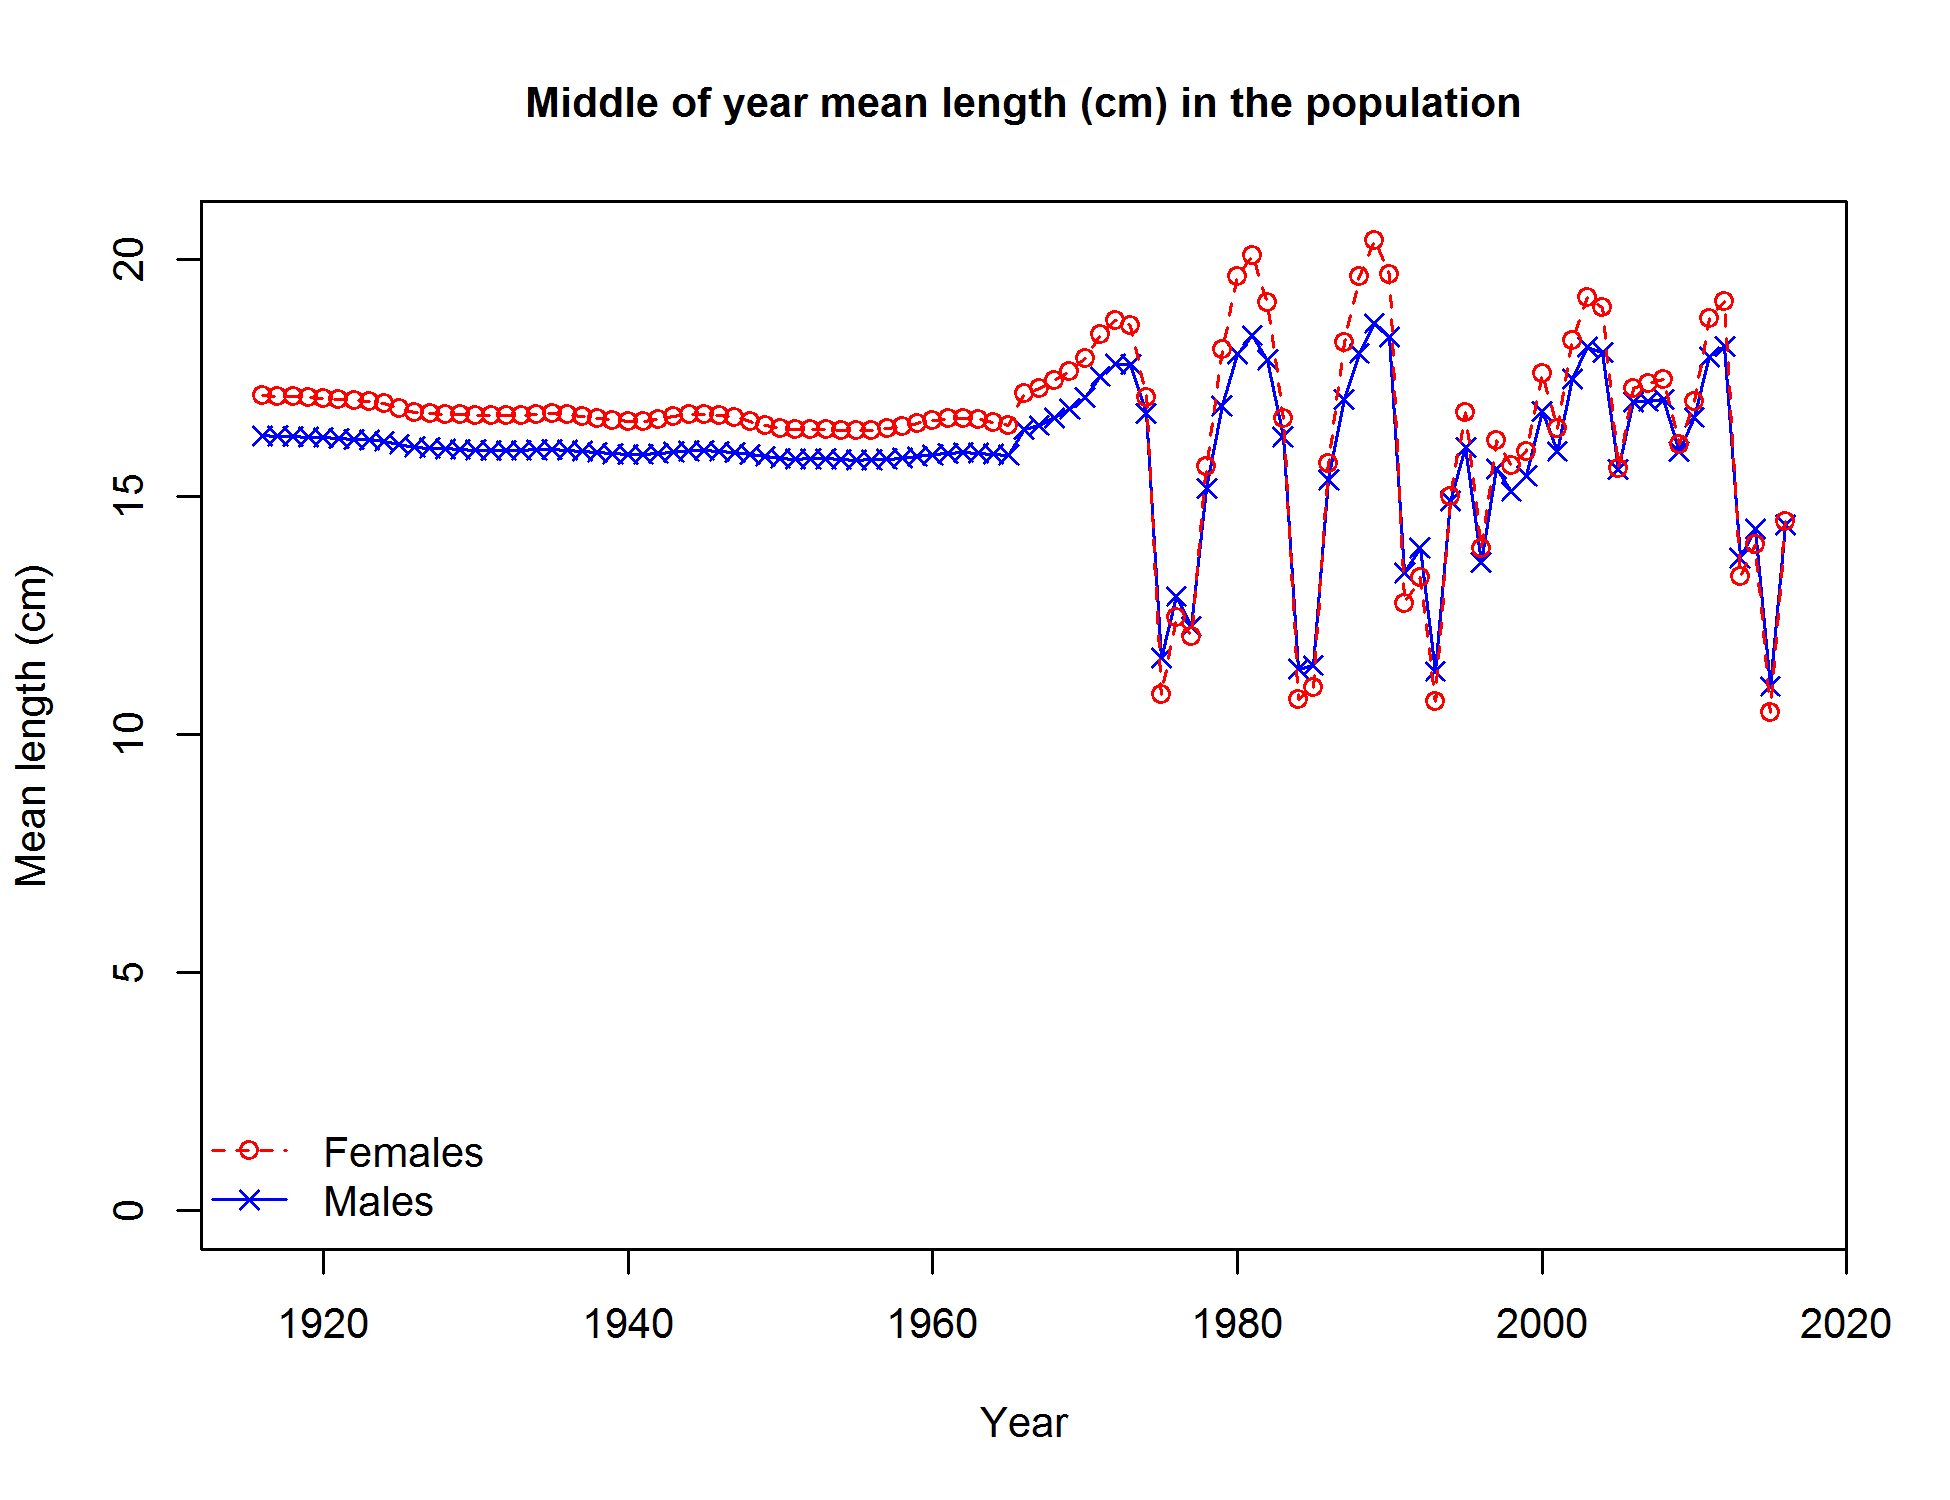 Middle of year mean length (cm) in the population
20
15
10
5
0
Mean length (cm)
Females
Males
1920
1940
1960
1980
2000
2020
Year